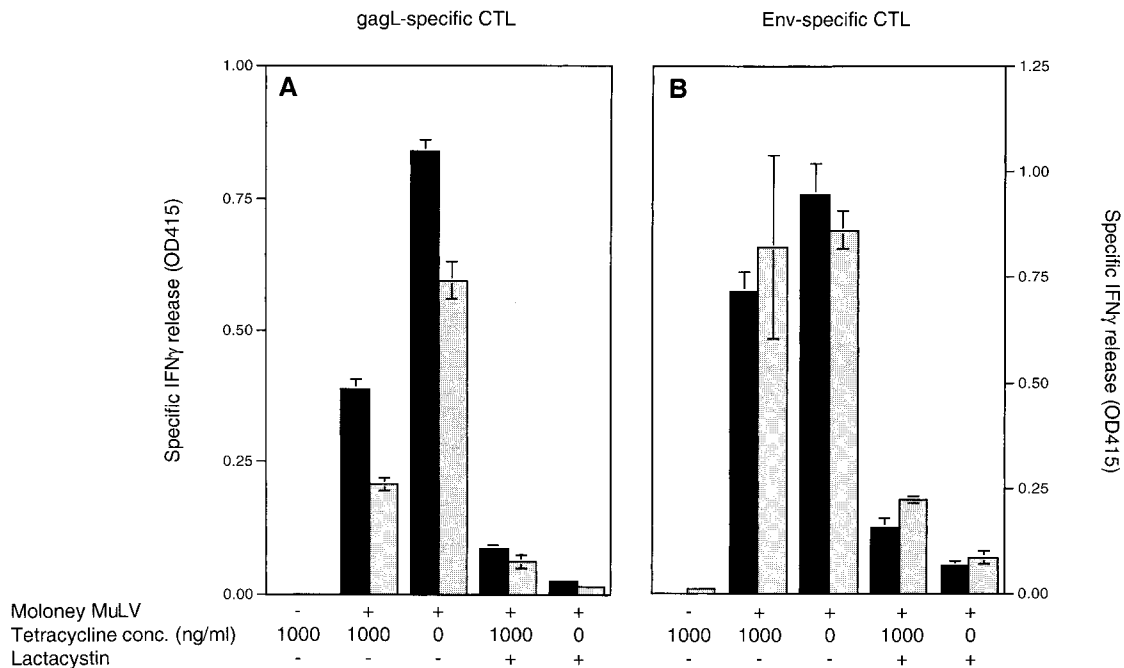 gagL-specific CTL
Env-specific CTL
A
B
1.00
0.75
0.50
0.25
0.00
Specific IFNγ release (OD415)
1.25
1.00
0.75
0.50
0.25
0.00
Specific IFNγ release (OD415)
Moloney MuLV - + + + + - + + + +
Tetracycline conc. (ng/ml) 1000 1000 0 1000 0 1000 1000 0 1000 0
Lactacystin - - - + + - - - + +